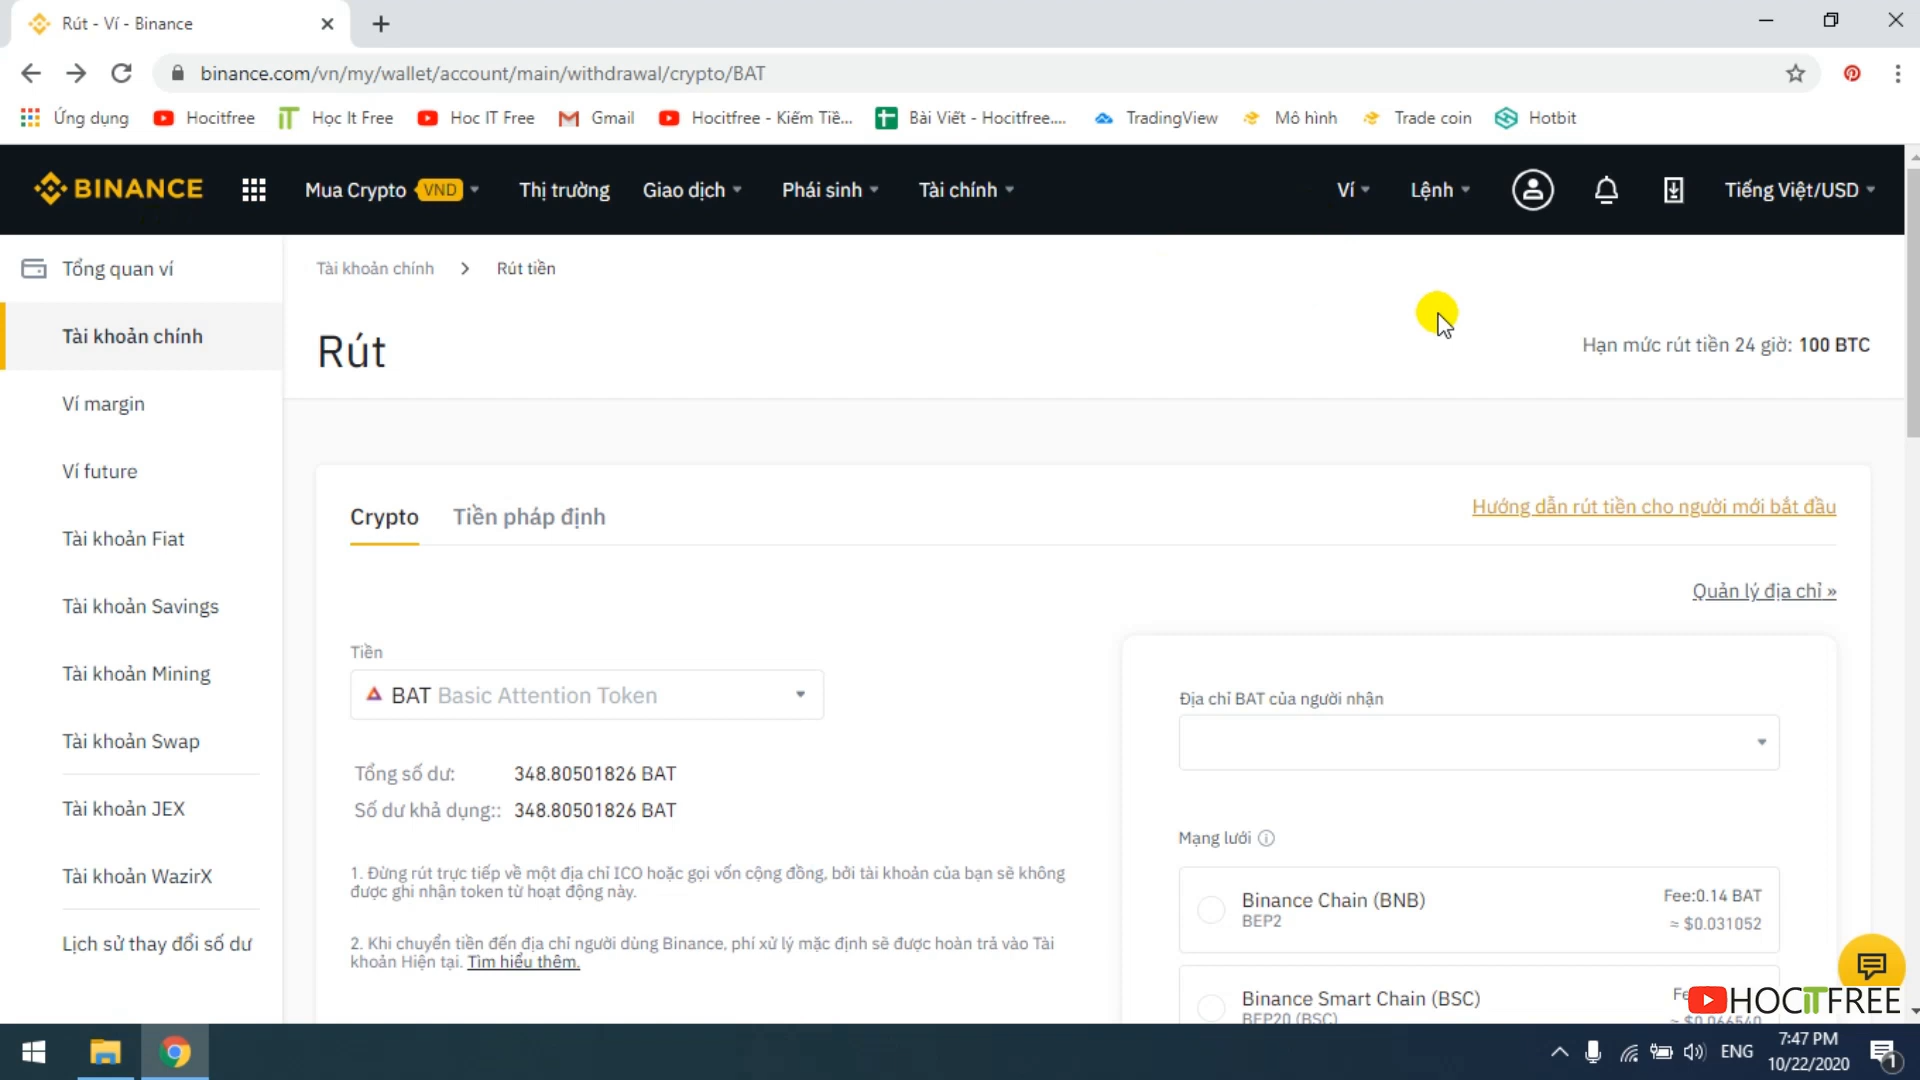 Rút - Ví - Binance
binance.com/vn/my/wallet/account/main/withdrawal/crypto/BAT
Ứng dụng Hocitfree Học It Free Hoc IT Free Gmail Hocitfree - Kiếm Tiề... Bài Viết - Hocitfree.... TradingView Mô hình Trade coin Hotbit
BINANCE Mua Crypto VND Thị trường Giao dịch Phái sinh Tài chính Ví Lệnh Tiếng Việt/USD
Tổng quan ví
Tài khoản chính
Ví margin
Ví future
Tài khoản Fiat
Tài khoản Savings
Tài khoản Mining
Tài khoản Swap
Tài khoản JEX
Tài khoản WazirX
Lịch sử thay đổi số dư
Tài khoản chính > Rút tiền
Rút
Hạn mức rút tiền 24 giờ: 100 BTC
Crypto Tiền pháp định
Hướng dẫn rút tiền cho người mới bắt đầu
Quản lý địa chỉ »
Tiền
BAT Basic Attention Token
Tổng số dư: 348.80501826 BAT
Số dư khả dụng:: 348.80501826 BAT
1. Đừng rút trực tiếp về một địa chỉ ICO hoặc gọi vốn cộng đồng, bởi tài khoản của bạn sẽ không
được ghi nhận token từ hoạt động này.
2. Khi chuyển tiền đến địa chỉ người dùng Binance, phí xử lý mặc định sẽ được hoàn trả vào Tài
khoản Hiện tại. Tìm hiểu thêm.
Địa chỉ BAT của người nhận
Mạng lưới
Binance Chain (BNB)
BEP2
Fee:0.14 BAT
≈ $0.031052
Binance Smart Chain (BSC)
BEP20 (BSC)
≈ $0.066540
HOCITFREE
ENG
7:47 PM
10/22/2020
1